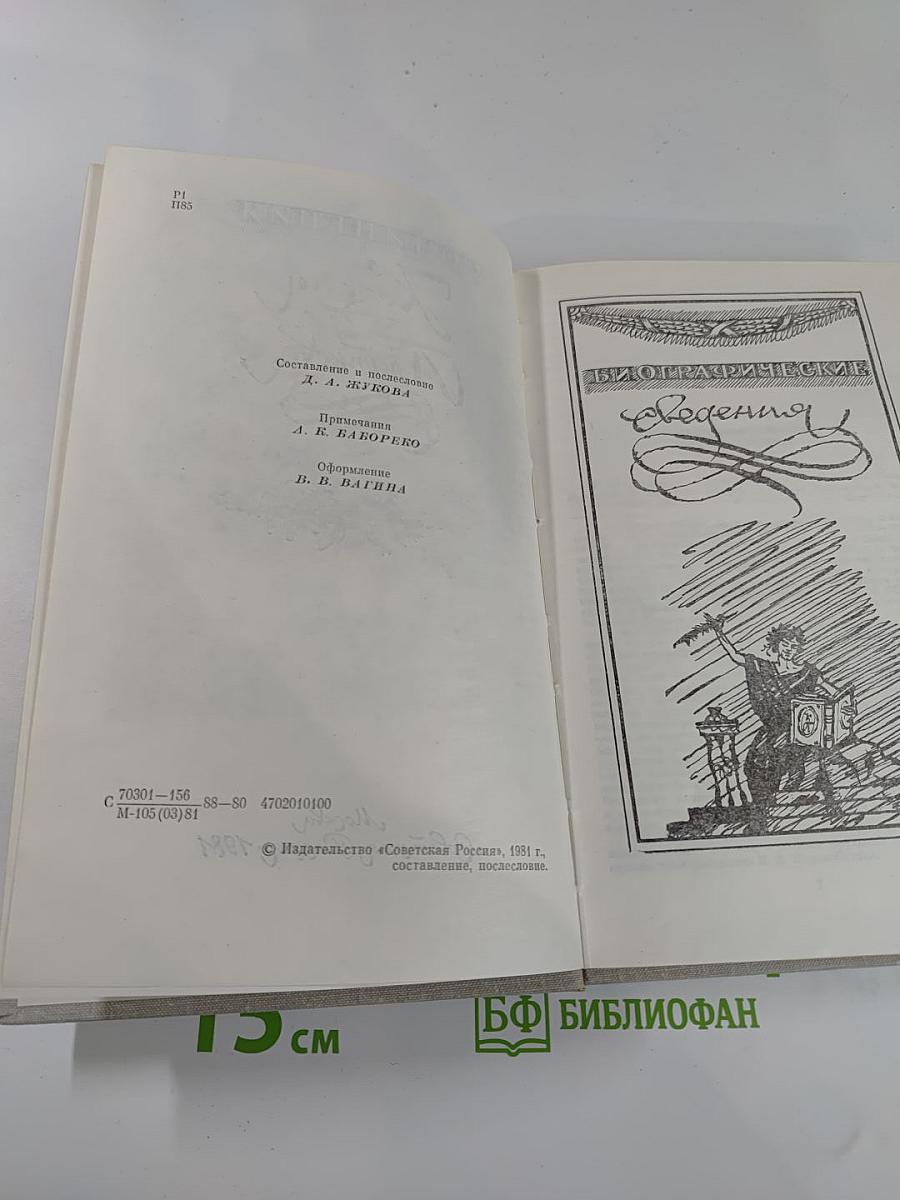 Р1
П85
Составление и послесловие
Д. А. ЖУКОВА
Примечания
А. К. БАБОРЕКО
Оформление
В. В. ВАГИНА
С 70301—156 88—80 4702010100
М-105(03)81
© Издательство «Советская Россия», 1981 г.,
составление, послесловие.
БИОГРАФИЧЕСКИЕ
сведения
15 см
БФ БИБЛИОФАН